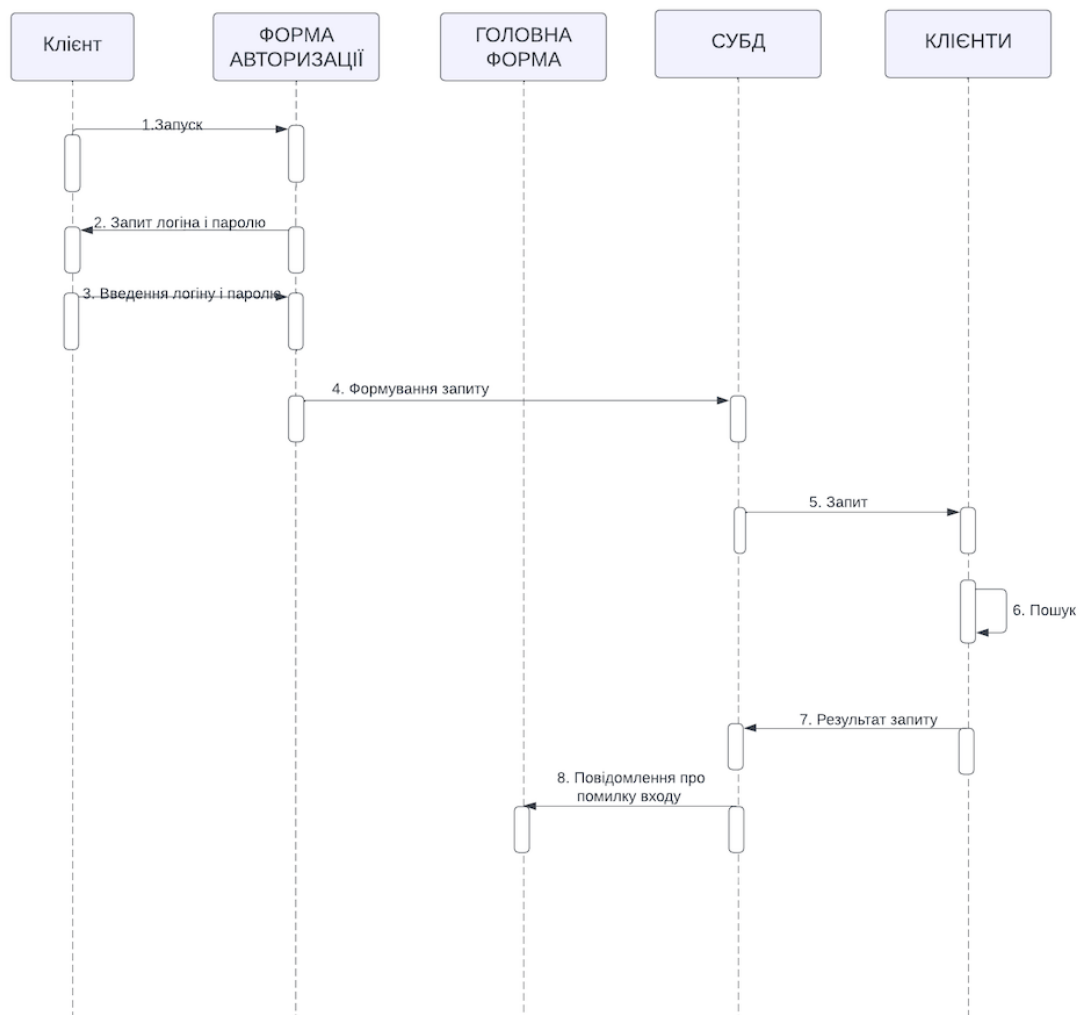 Клієнт
ФОРМА
АВТОРИЗАЦІЇ
ГОЛОВНА
ФОРМА
СУБД
КЛІЄНТИ
1.Запуск
2. Запит логіна і паролю
3. Введення логіну і паролю
4. Формування запиту
5. Запит
6. Пошук
7. Результат запиту
8. Повідомлення про
помилку входу